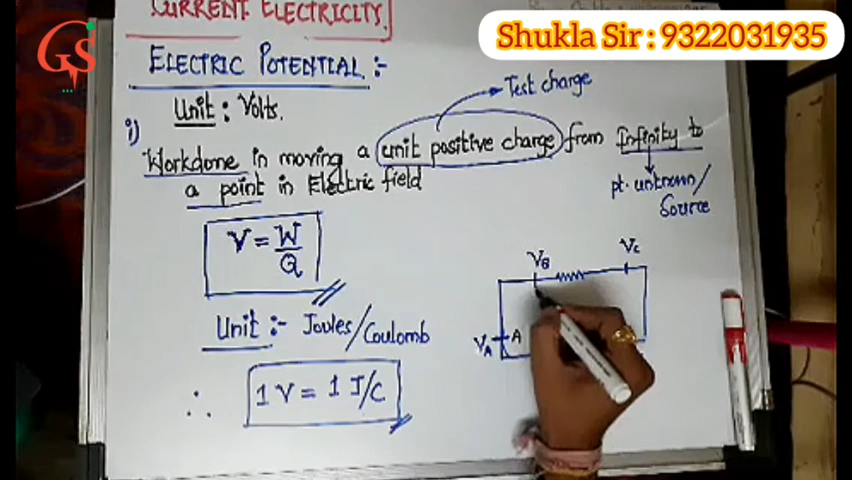 CURRENT ELECTRICITY.
Shukla Sir : 9322031935
GS
ELECTRIC POTENTIAL :-
Test charge
Unit : Volts.
i)
Workdone in moving a unit positive charge from Infinity to
a point in Electric field
pt. unknown/
Source
V = W
Q
VB
VC
Unit :- Joules/Coulomb
VA A
∴ 1 V = 1 J/C